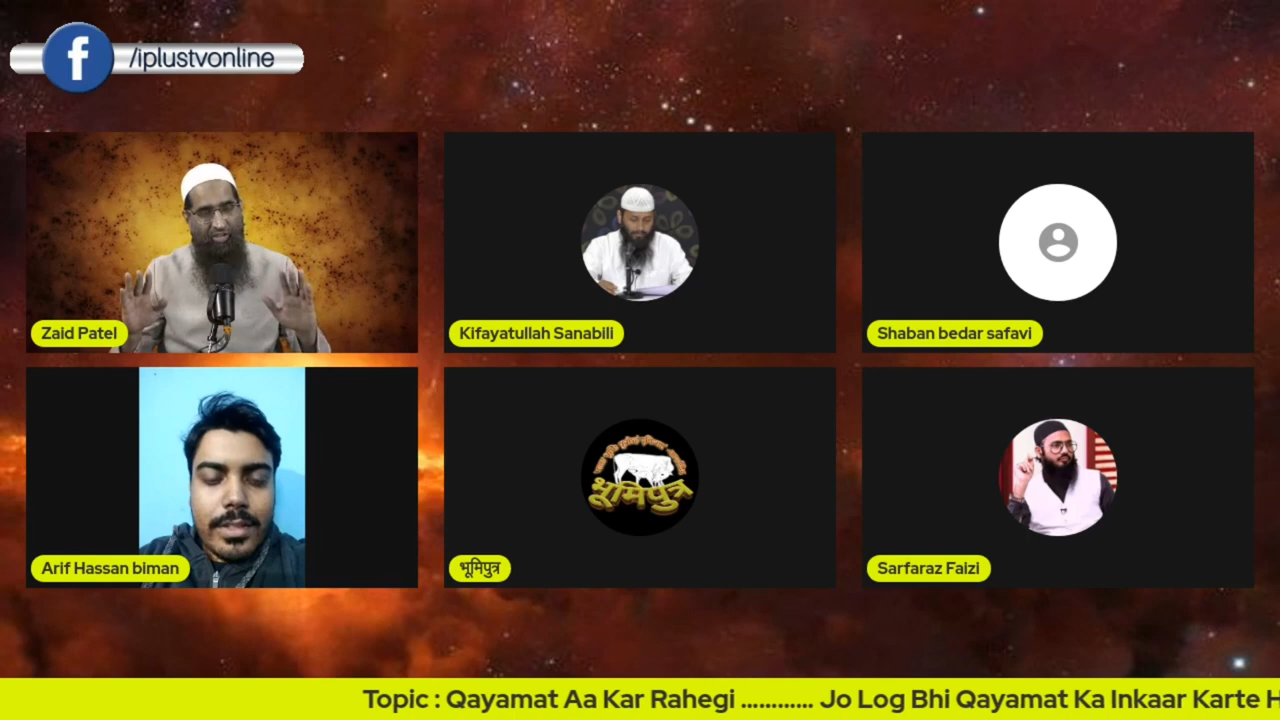 f /iplustvonline
Zaid Patel
Kifayatullah Sanabili
Shaban bedar safavi
Arif Hassan biman
भूमिपुत्र
भूमिपुत्र
Sarfaraz Faizi
Topic : Qayamat Aa Kar Rahegi ............ Jo Log Bhi Qayamat Ka Inkaar Karte H